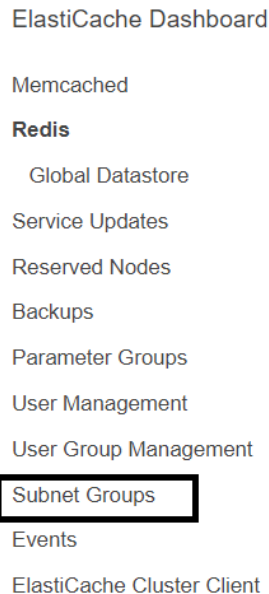 ElastiCache Dashboard
Memcached
Redis
Global Datastore
Service Updates
Reserved Nodes
Backups
Parameter Groups
User Management
User Group Management
Subnet Groups
Events
ElastiCache Cluster Client